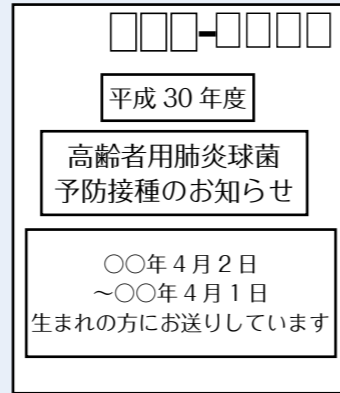 □□□-□□□□
平成30年度
高齢者用肺炎球菌
予防接種のお知らせ
○○年4月2日
～○○年4月1日
生まれの方にお送りしています